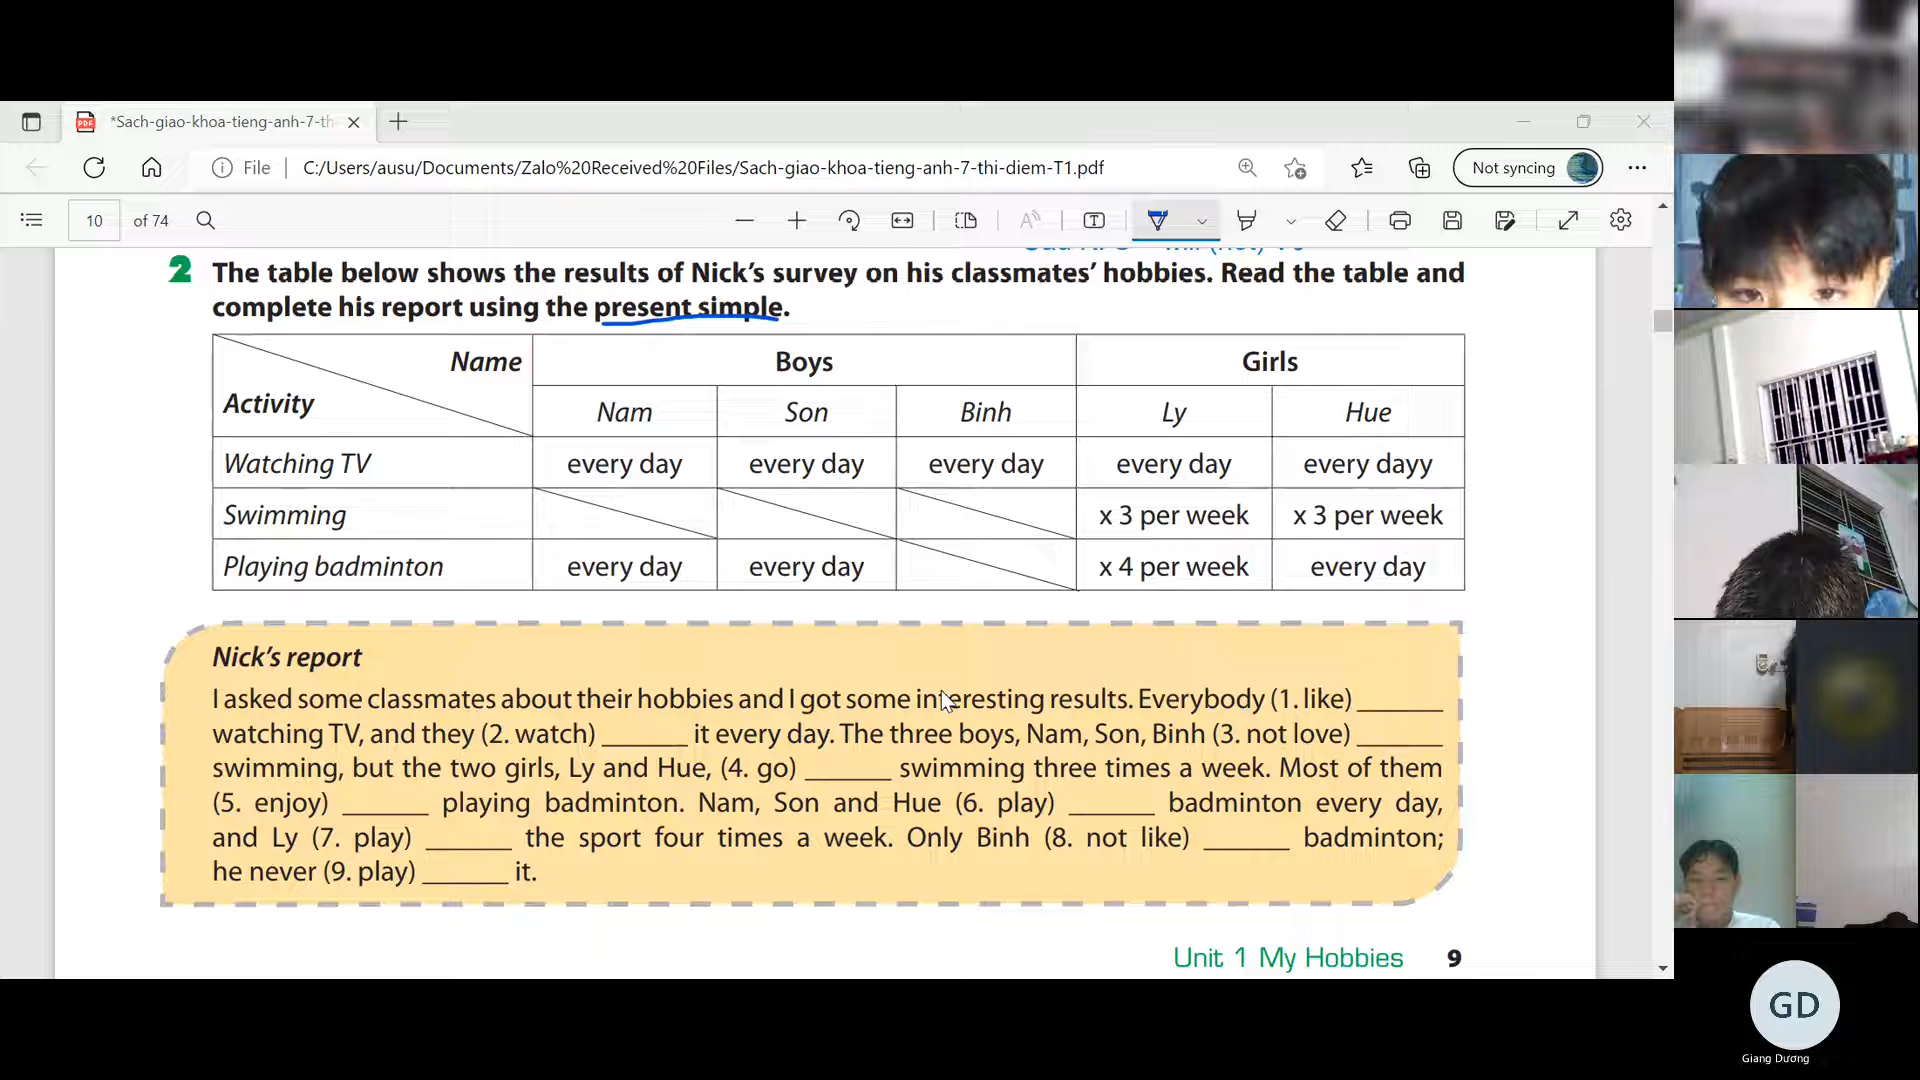 *Sach-giao-khoa-tieng-anh-7-th
File
C:/Users/ausu/Documents/Zalo%20Received%20Files/Sach-giao-khoa-tieng-anh-7-thi-diem-T1.pdf
Not syncing
10 of 74
2 The table below shows the results of Nick's survey on his classmates' hobbies. Read the table and
complete his report using the present simple.
Name Boys Girls
Activity Nam Son Binh Ly Hue
Watching TV every day every day every day every day every dayy
Swimming x 3 per week x 3 per week
Playing badminton every day every day x 4 per week every day
Nick's report
I asked some classmates about their hobbies and I got some interesting results. Everybody (1. like) ______
watching TV, and they (2. watch) ______ it every day. The three boys, Nam, Son, Binh (3. not love) ______
swimming, but the two girls, Ly and Hue, (4. go) ______ swimming three times a week. Most of them
(5. enjoy) ______ playing badminton. Nam, Son and Hue (6. play) ______ badminton every day,
and Ly (7. play) ______ the sport four times a week. Only Binh (8. not like) ______ badminton;
he never (9. play) ______ it.
Unit 1 My Hobbies 9
GD
Giang Dương